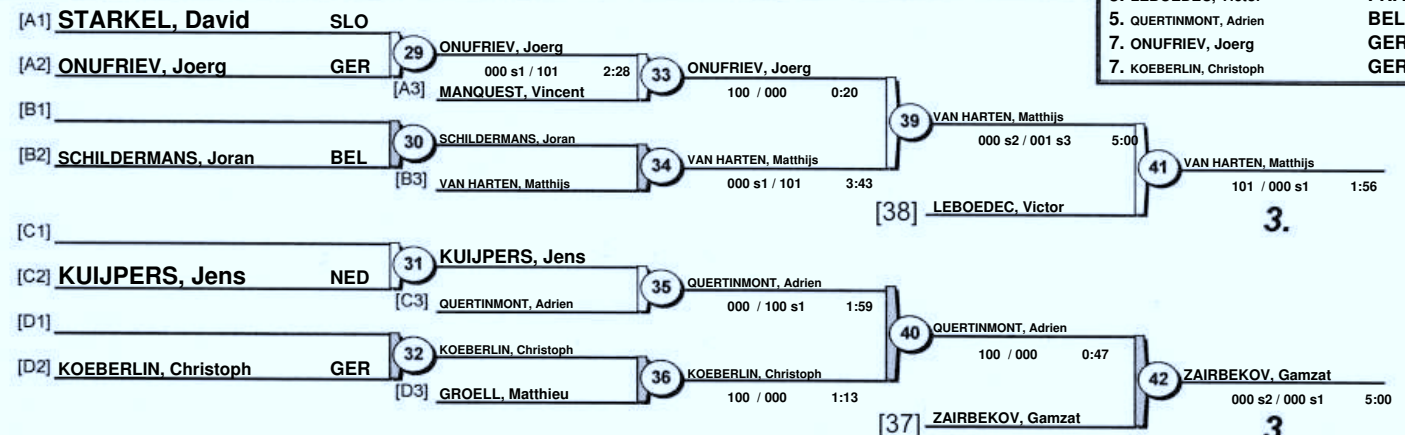 [A1] STARKEL, David SLO
[A2] ONUFRIEV, Joerg GER
29
ONUFRIEV, Joerg
000 s1 / 101 2:28
[A3] MANQUEST, Vincent
33
ONUFRIEV, Joerg
100 / 000 0:20
[B1]
[B2] SCHILDERMANS, Joran BEL
30
SCHILDERMANS, Joran
[B3] VAN HARTEN, Matthijs
34
VAN HARTEN, Matthijs
000 s1 / 101 3:43
39
VAN HARTEN, Matthijs
000 s2 / 001 s3 5:00
[38] LEBOEDEC, Victor
41
VAN HARTEN, Matthijs
101 / 000 s1 1:56
3.
[C1]
[C2] KUIJPERS, Jens NED
31
KUIJPERS, Jens
[C3] QUERTINMONT, Adrien
35
QUERTINMONT, Adrien
000 / 100 s1 1:59
[D1]
[D2] KOEBERLIN, Christoph GER
32
KOEBERLIN, Christoph
[D3] GROELL, Matthieu
36
KOEBERLIN, Christoph
100 / 000 1:13
40
QUERTINMONT, Adrien
100 / 000 0:47
[37] ZAIRBEKOV, Gamzat
42
ZAIRBEKOV, Gamzat
000 s2 / 000 s1 5:00
3
5. QUERTINMONT, Adrien BEL
7. ONUFRIEV, Joerg GER
7. KOEBERLIN, Christoph GER